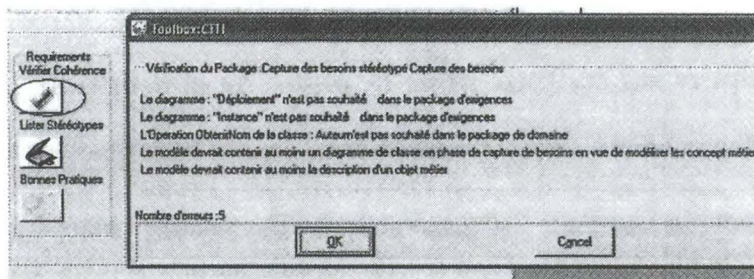 Toolbox:CITI
Requirements
Vérifier Cohérence
Lister Stéréotypes
Bonnes Pratiques
Vérification du Package :Capture des besoins stéréotypé Capture des besoins
Le diagramme : "Déploiement" n'est pas souhaité dans le package d'exigences
Le diagramme : "Instance" n'est pas souhaité dans le package d'exigences
L'Operation ObtenirNom de la classe : Auteurn'est pas souhaité dans le package de domaine
Le modèle devrait contenir au moins un diagramme de classe en phase de capture de besoins en vue de modéliser les concept métie
Le modèle devrait contenir au moins la description d'un objet métier
Nombre d'erreurs :5
OK
Cancel